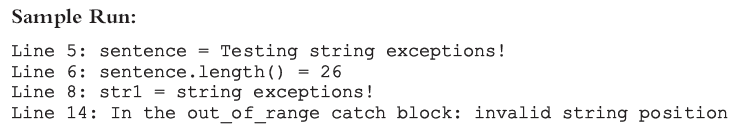 Sample Run:
Line 5: sentence = Testing string exceptions!
Line 6: sentence.length() = 26
Line 8: str1 = string exceptions!
Line 14: In the out_of_range catch block: invalid string position